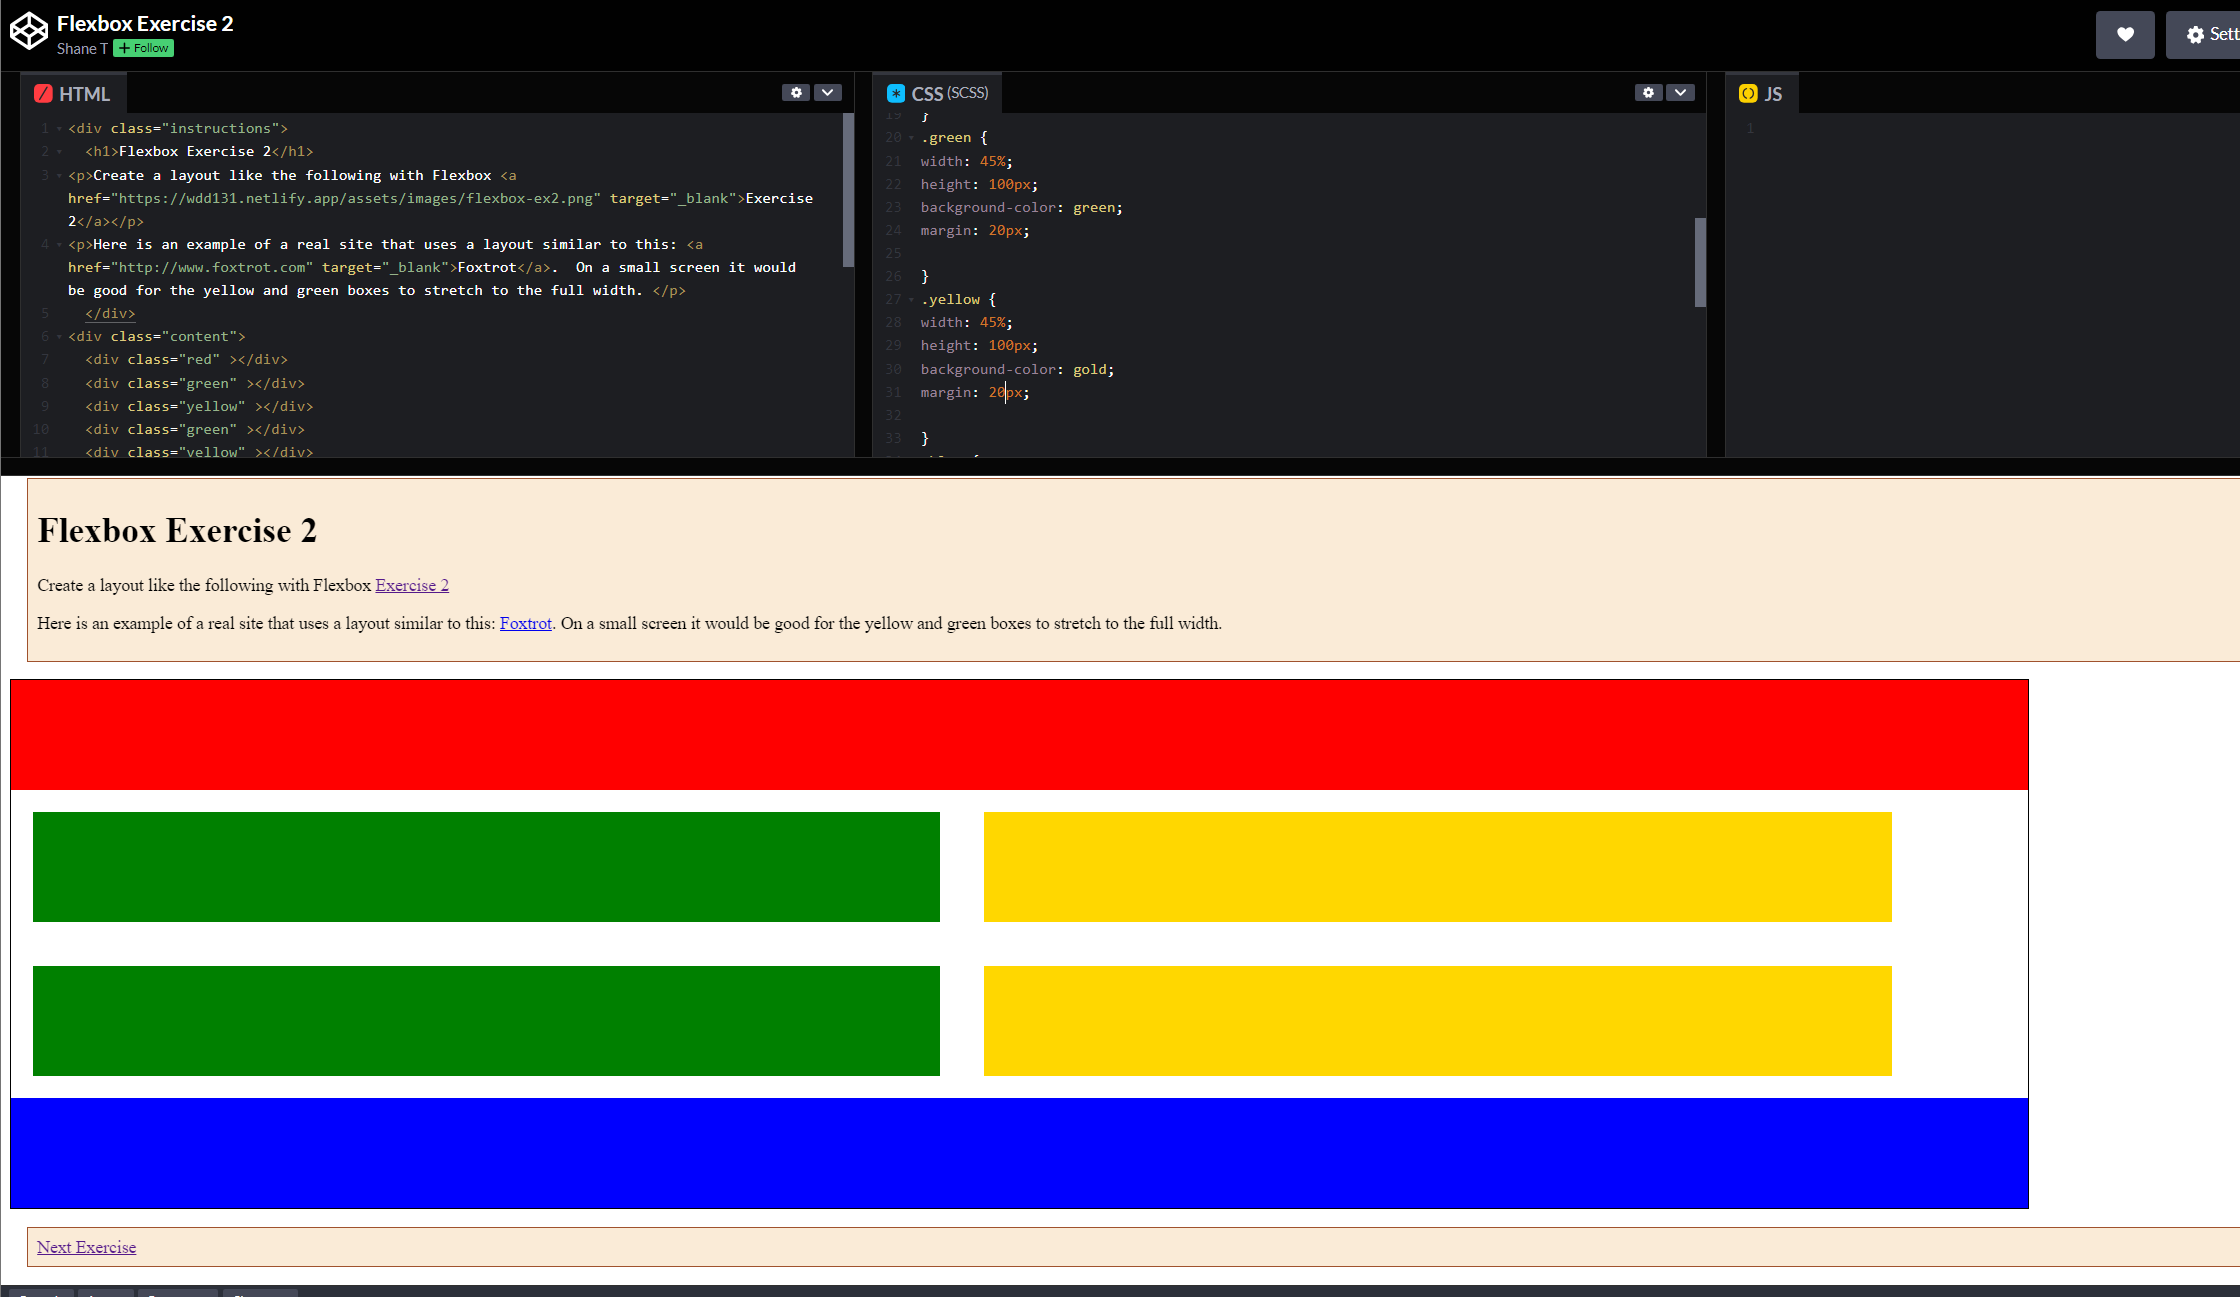 Flexbox Exercise 2
Shane T + Follow
HTML
CSS (SCSS)
JS
1 <div class="instructions">
2 <h1>Flexbox Exercise 2</h1>
3 <p>Create a layout like the following with Flexbox <a
href="https://wdd131.netlify.app/assets/images/flexbox-ex2.png" target="_blank">Exercise
2</a></p>
4 <p>Here is an example of a real site that uses a layout similar to this: <a
href="http://www.foxtrot.com" target="_blank">Foxtrot</a>.  On a small screen it would
be good for the yellow and green boxes to stretch to the full width. </p>
5 </div>
6 <div class="content">
7 <div class="red" ></div>
8 <div class="green" ></div>
9 <div class="yellow" ></div>
10 <div class="green" ></div>
11 <div class="yellow" ></div>
19 }
20 .green {
21 width: 45%;
22 height: 100px;
23 background-color: green;
24 margin: 20px;
25
26 }
27 .yellow {
28 width: 45%;
29 height: 100px;
30 background-color: gold;
31 margin: 20px;
32
33 }
1
Flexbox Exercise 2
Create a layout like the following with Flexbox Exercise 2
Here is an example of a real site that uses a layout similar to this: Foxtrot. On a small screen it would be good for the yellow and green boxes to stretch to the full width.
Next Exercise